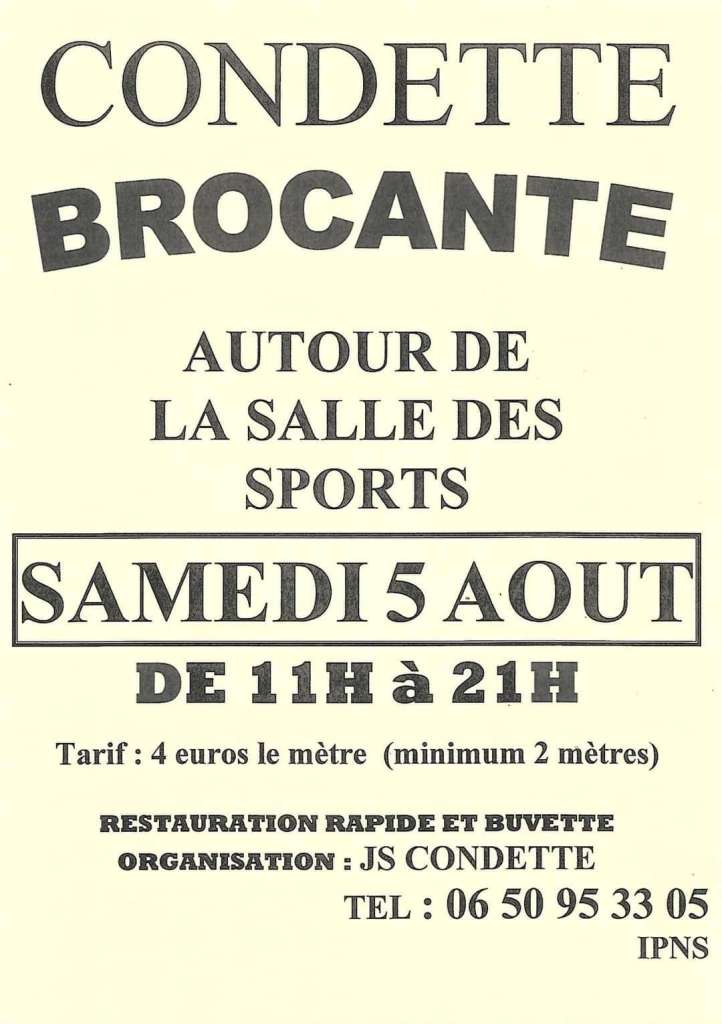 CONDETTE
BROCANTE
AUTOUR DE
LA SALLE DES
SPORTS
SAMEDI 5 AOUT
DE 11H à 21H
Tarif : 4 euros le mètre (minimum 2 mètres)
RESTAURATION RAPIDE ET BUVETTE
ORGANISATION : JS CONDETTE
TEL : 06 50 95 33 05
IPNS